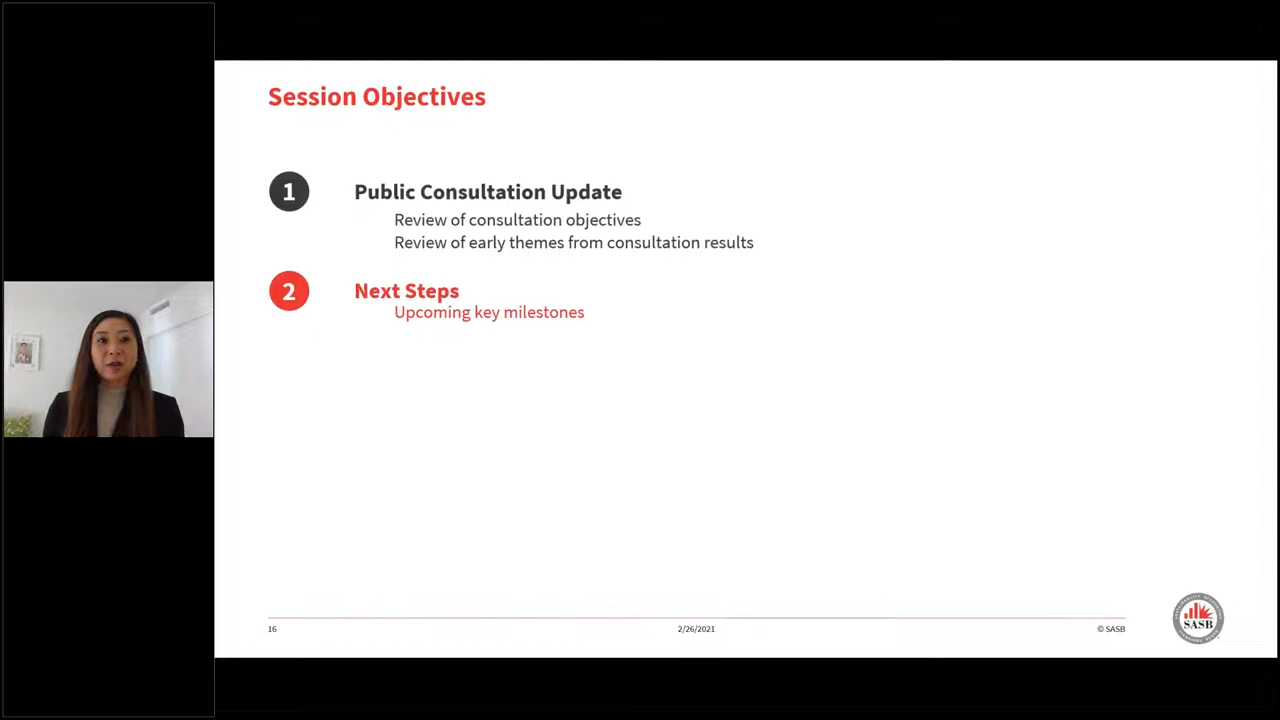 Session Objectives
1
Public Consultation Update
Review of consultation objectives
Review of early themes from consultation results
2
Next Steps
Upcoming key milestones
16
2/26/2021
© SASB
SASB